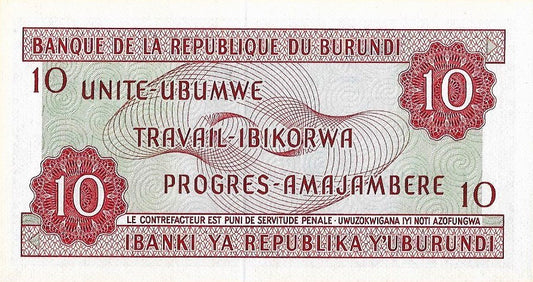 BANQUE DE LA REPUBLIQUE DU BURUNDI
10 UNITE-UBUMWE 10
TRAVAIL-IBIKORWA
10 PROGRES-AMAJAMBERE 10
LE CONTREFACTEUR EST PUNI DE SERVITUDE PENALE · UWUZOKWIGANA IYI NOTI AZOFUNGWA
IBANKI YA REPUBLIKA Y'UBURUNDI